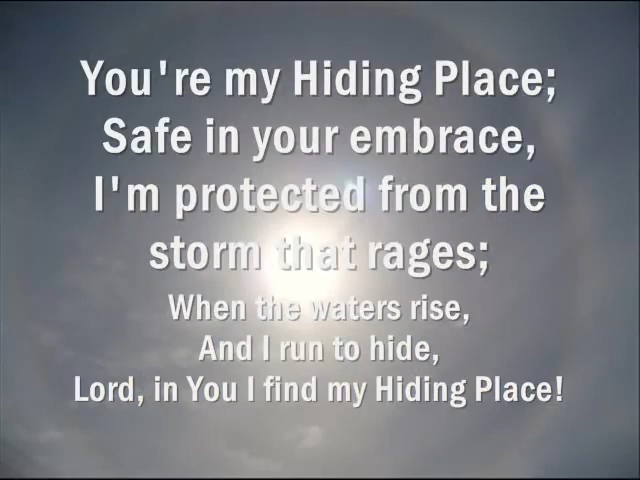 You're my Hiding Place;
Safe in your embrace,
I'm protected from the
storm that rages;
When the waters rise,
And I run to hide,
Lord, in You I find my Hiding Place!